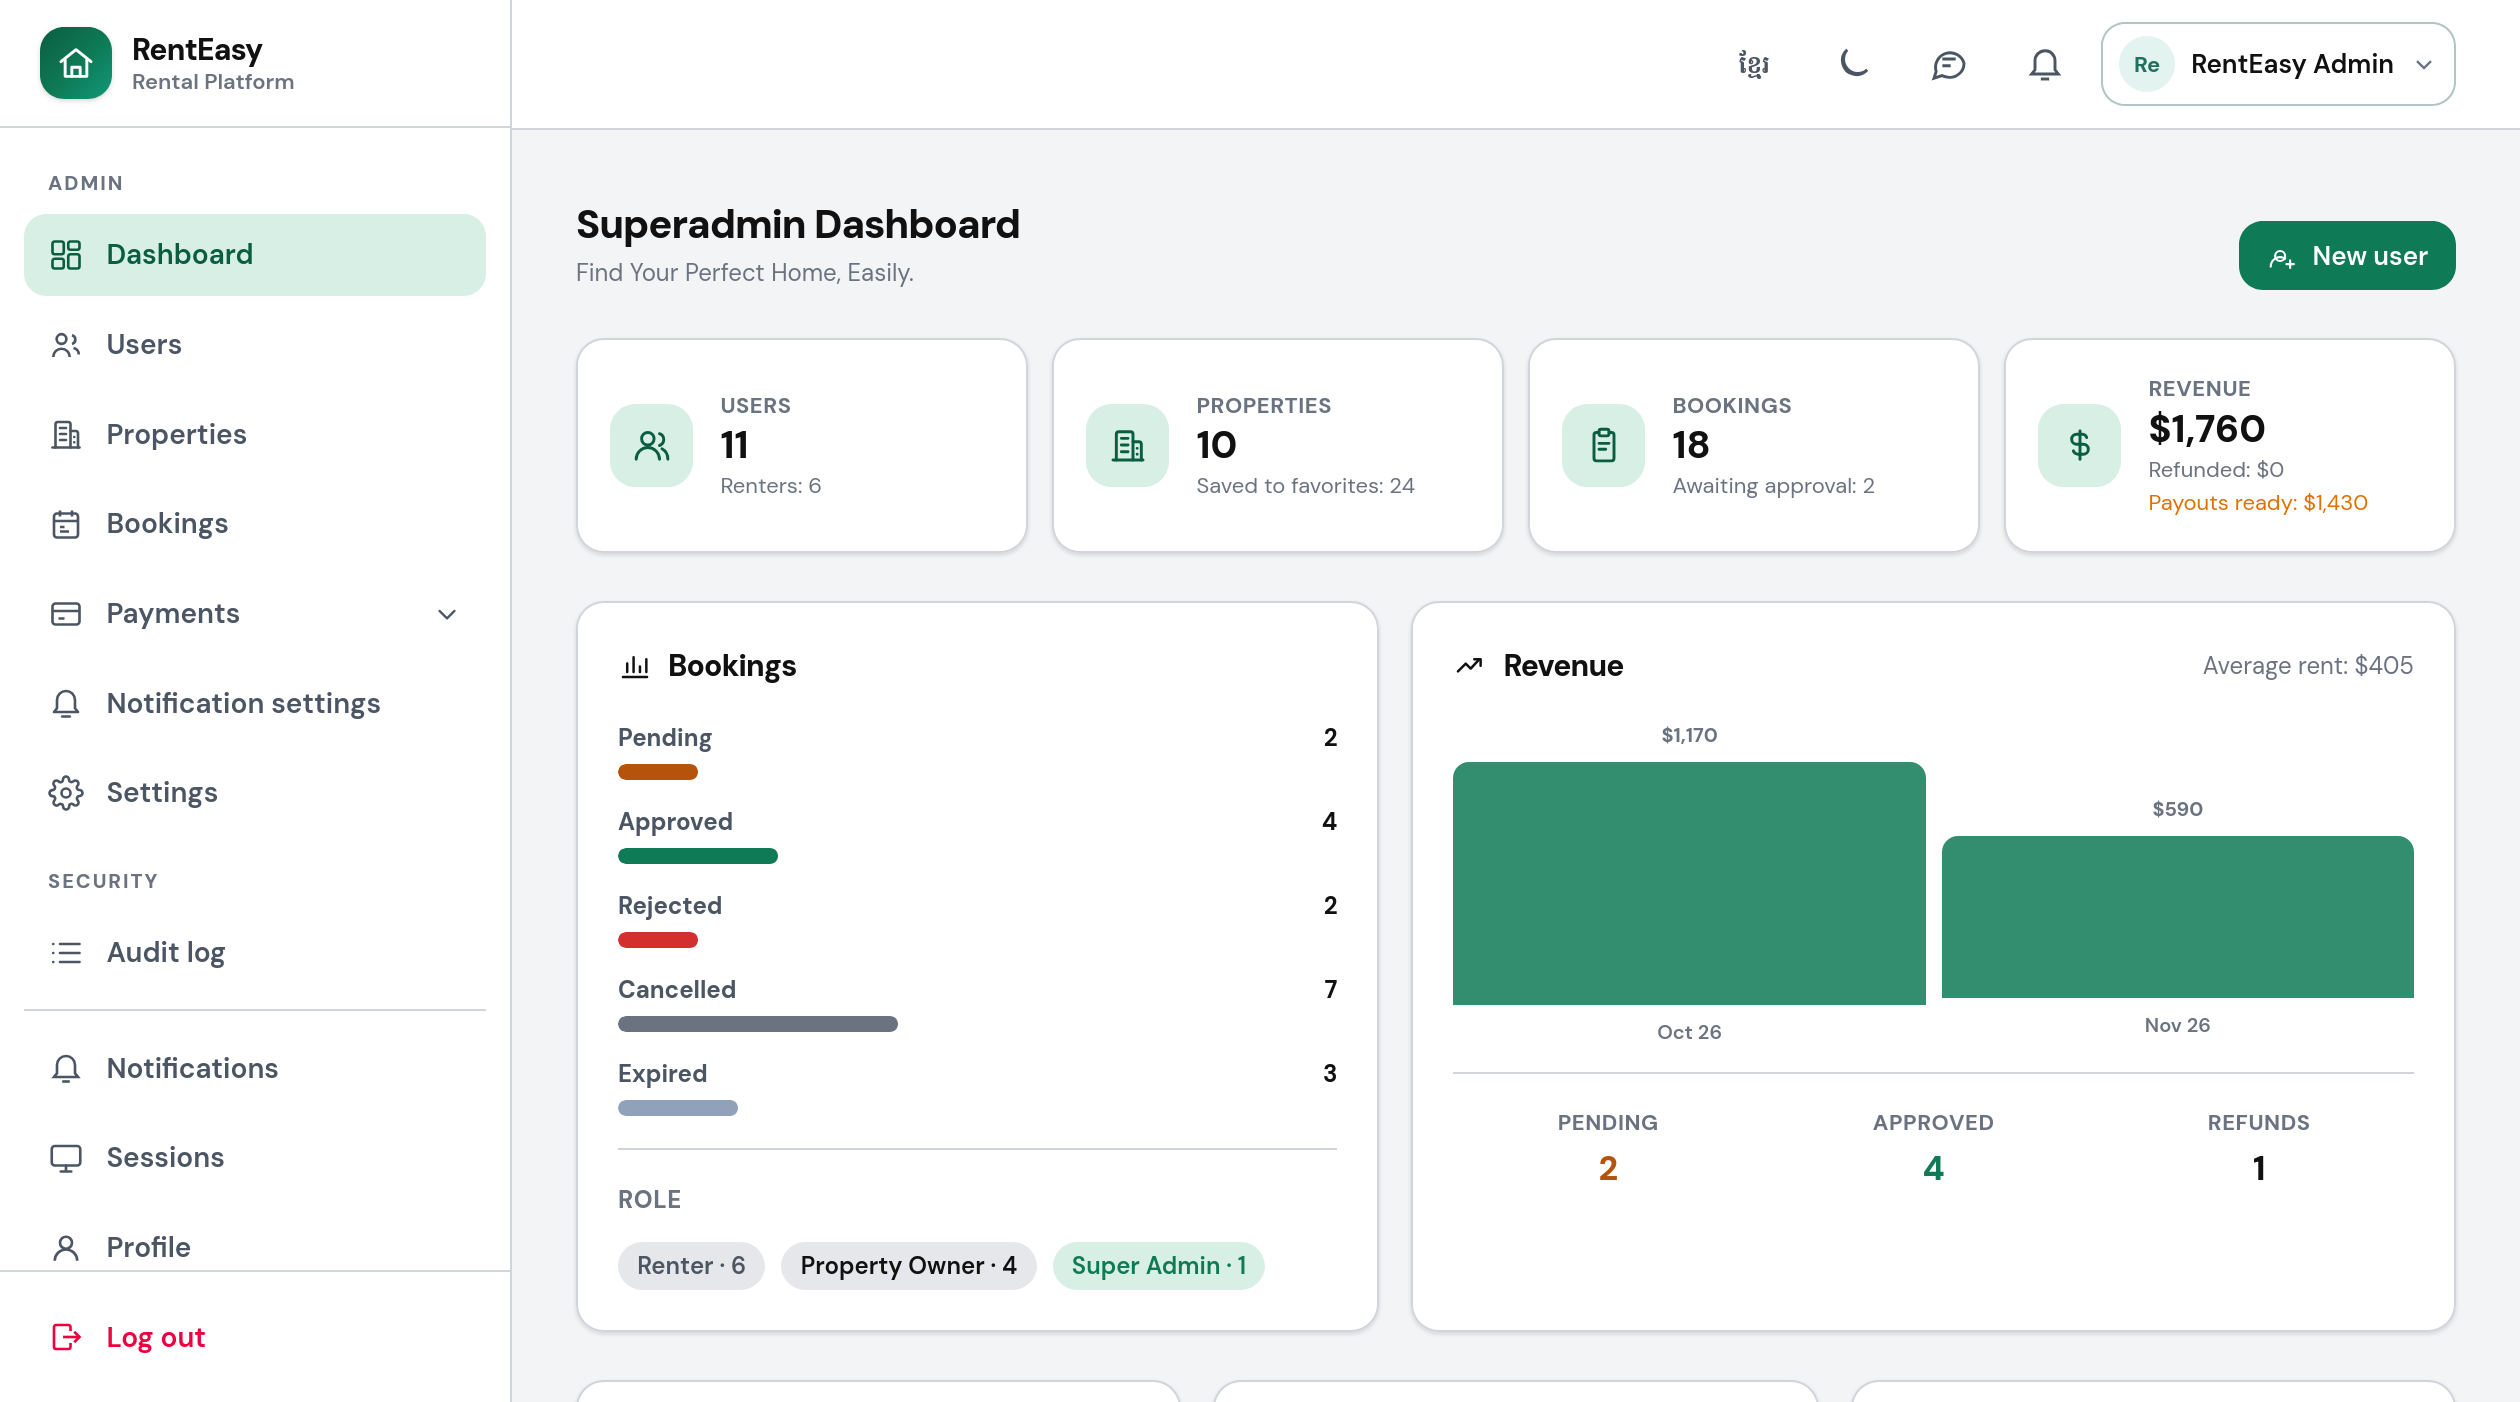 RentEasy
Rental Platform
ខ្មែរ
Re
RentEasy Admin
ADMIN
Dashboard
Users
Properties
Bookings
Payments
Notification settings
Settings
SECURITY
Audit log
Notifications
Sessions
Profile
Log out
Superadmin Dashboard
Find Your Perfect Home, Easily.
New user
USERS
11
Renters: 6
PROPERTIES
10
Saved to favorites: 24
BOOKINGS
18
Awaiting approval: 2
REVENUE
$1,760
Refunded: $0
Payouts ready: $1,430
Bookings
Pending 2
Approved 4
Rejected 2
Cancelled 7
Expired 3
ROLE
Renter · 6
Property Owner · 4
Super Admin · 1
Revenue
Average rent: $405
$1,170
$590
Oct 26
Nov 26
PENDING
2
APPROVED
4
REFUNDS
1